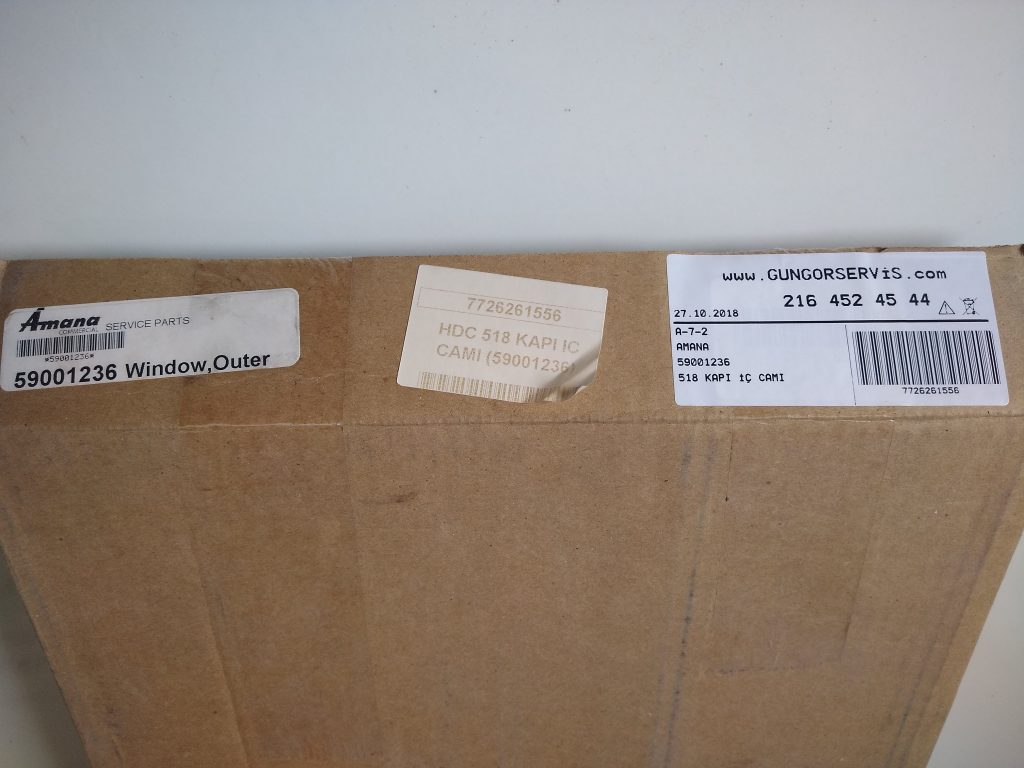 Amana
COMMERCIAL
SERVICE PARTS
*59001236*
59001236 Window,Outer
7726261556
HDC 518 KAPI IC
CAMI (59001236)
www.GUNGORSERViS.com
216 452 45 44
27.10.2018
A-7-2
AMANA
59001236
518 KAPI İÇ CAMI
7726261556